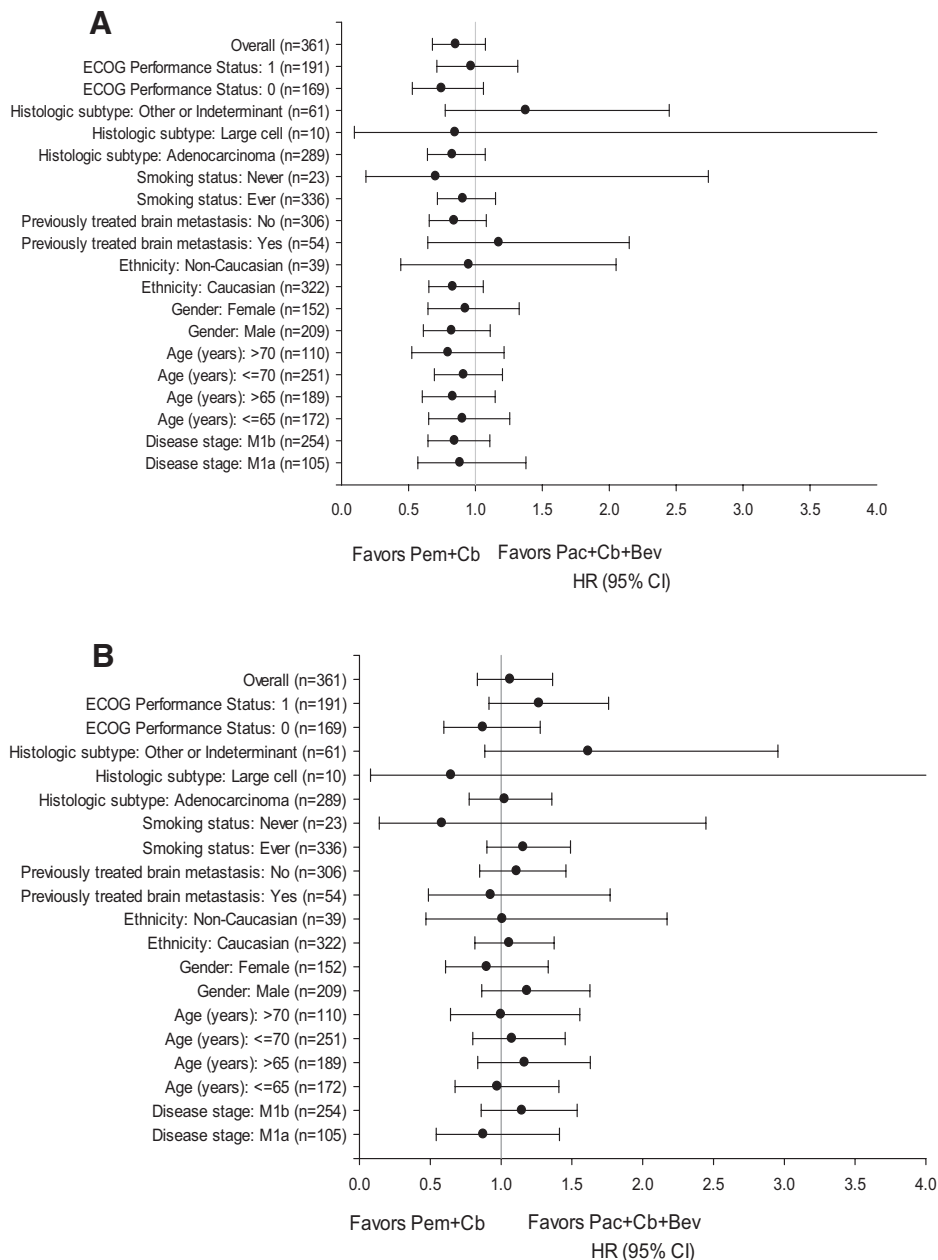 A
Overall (n=361)
ECOG Performance Status: 1 (n=191)
ECOG Performance Status: 0 (n=169)
Histologic subtype: Other or Indeterminant (n=61)
Histologic subtype: Large cell (n=10)
Histologic subtype: Adenocarcinoma (n=289)
Smoking status: Never (n=23)
Smoking status: Ever (n=336)
Previously treated brain metastasis: No (n=306)
Previously treated brain metastasis: Yes (n=54)
Ethnicity: Non-Caucasian (n=39)
Ethnicity: Caucasian (n=322)
Gender: Female (n=152)
Gender: Male (n=209)
Age (years): >70 (n=110)
Age (years): <=70 (n=251)
Age (years): >65 (n=189)
Age (years): <=65 (n=172)
Disease stage: M1b (n=254)
Disease stage: M1a (n=105)
0.0 0.5 1.0 1.5 2.0 2.5 3.0 3.5 4.0
Favors Pem+Cb Favors Pac+Cb+Bev
HR (95% CI)
B
Overall (n=361)
ECOG Performance Status: 1 (n=191)
ECOG Performance Status: 0 (n=169)
Histologic subtype: Other or Indeterminant (n=61)
Histologic subtype: Large cell (n=10)
Histologic subtype: Adenocarcinoma (n=289)
Smoking status: Never (n=23)
Smoking status: Ever (n=336)
Previously treated brain metastasis: No (n=306)
Previously treated brain metastasis: Yes (n=54)
Ethnicity: Non-Caucasian (n=39)
Ethnicity: Caucasian (n=322)
Gender: Female (n=152)
Gender: Male (n=209)
Age (years): >70 (n=110)
Age (years): <=70 (n=251)
Age (years): >65 (n=189)
Age (years): <=65 (n=172)
Disease stage: M1b (n=254)
Disease stage: M1a (n=105)
0.0 0.5 1.0 1.5 2.0 2.5 3.0 3.5 4.0
Favors Pem+Cb Favors Pac+Cb+Bev
HR (95% CI)